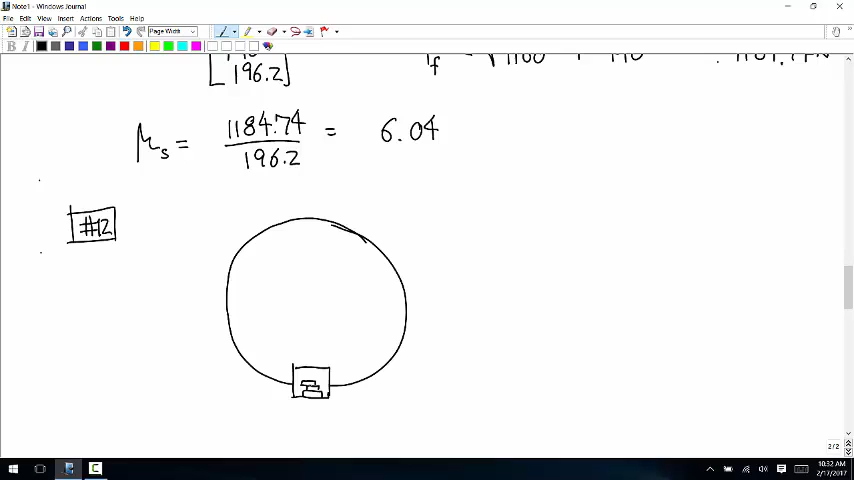 Note1 - Windows Journal
File Edit View Insert Actions Tools Help
Page Width
B I
[196.2]
μs = 1184.74 / 196.2 = 6.04
#12
2/2
10:32 AM
2/17/2017